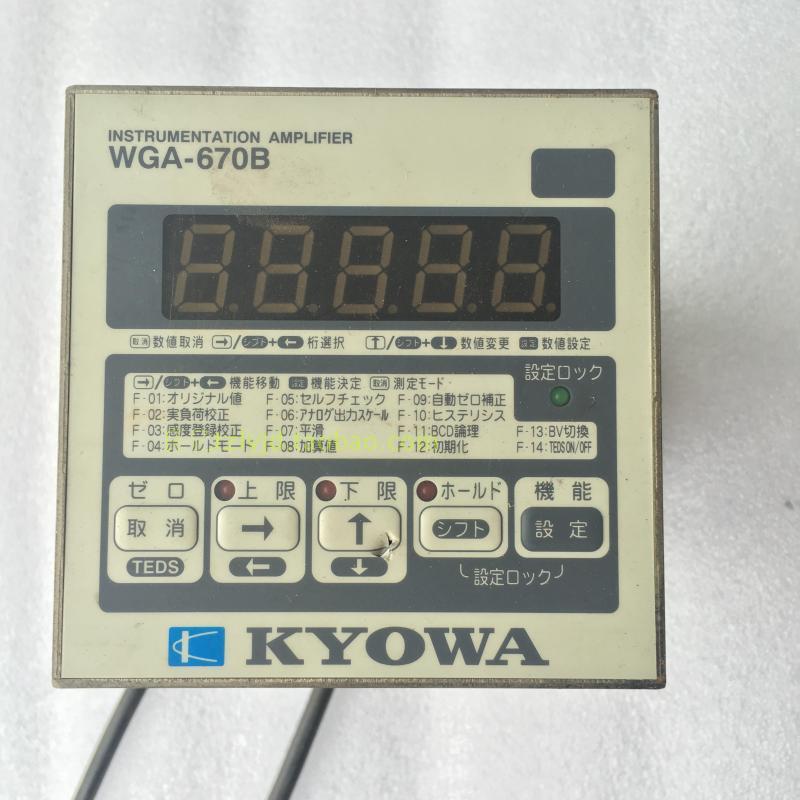 INSTRUMENTATION AMPLIFIER
WGA-670B
取消 数値取消 →/シフト+← 桁選択 ↑/シフト+↓ 数値変更 設定 数値設定
→/シフト+← 機能移動 設定 機能決定 取消 測定モード
設定ロック
F-01:オリジナル値 F-05:セルフチェック F-09:自動ゼロ補正
F-02:実負荷校正 F-06:アナログ出力スケール F-10:ヒステリシス
F-03:感度登録校正 F-07:平滑 F-11:BCD論理 F-13:BV切換
F-04:ホールドモード F-08:加算値 F-12:初期化 F-14:TEDS ON/OFF
ゼロ 上限 下限 ホールド 機能
取消 → ↑ シフト 設定
TEDS ← ↓ 設定ロック
KYOWA